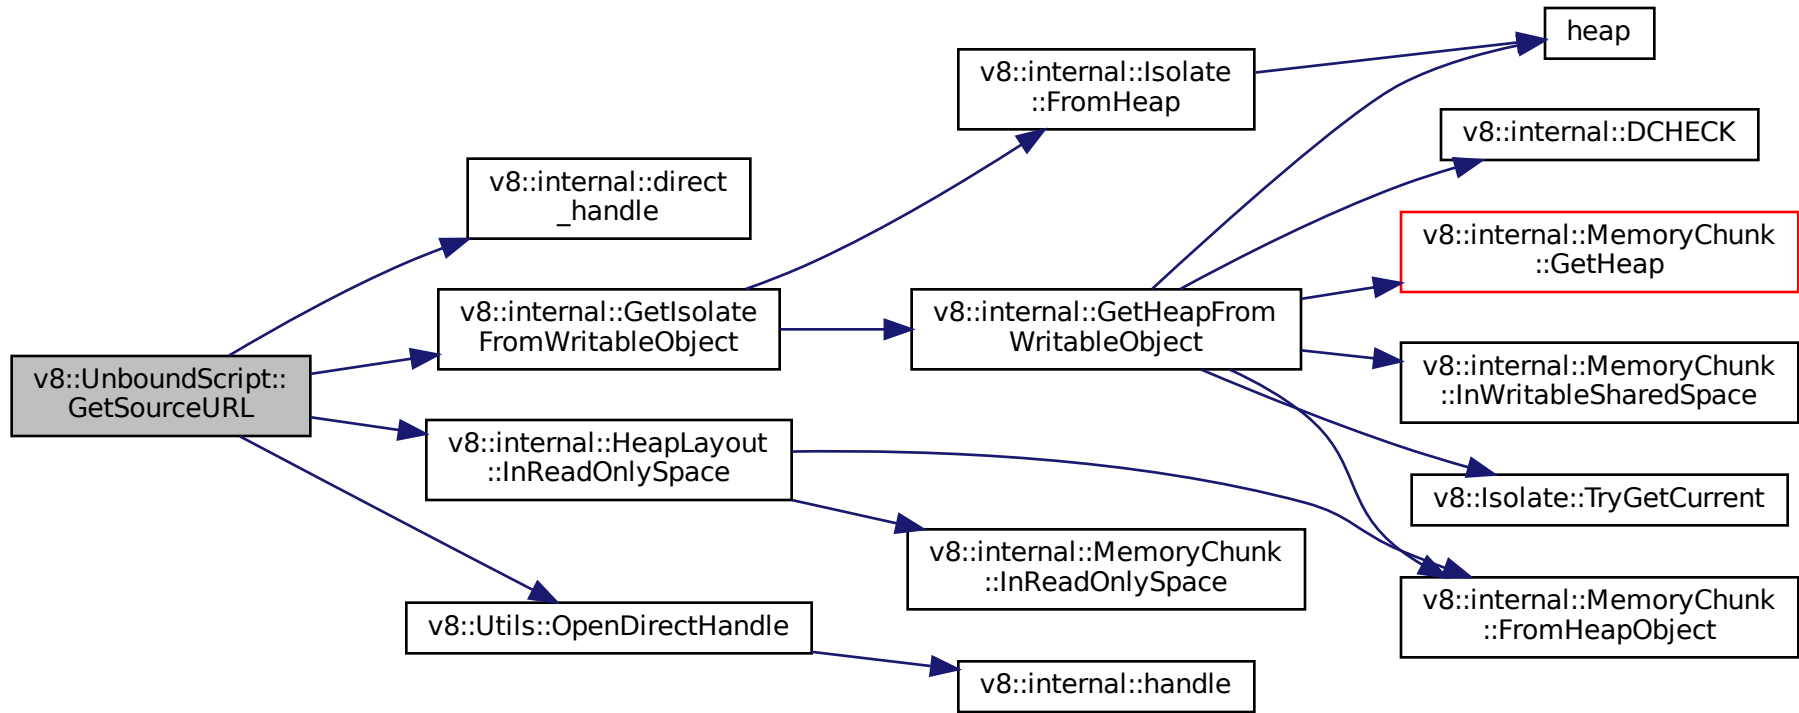 v8::UnboundScript::
GetSourceURL
v8::internal::direct
_handle
v8::internal::GetIsolate
FromWritableObject
v8::internal::HeapLayout
::InReadOnlySpace
v8::Utils::OpenDirectHandle
v8::internal::Isolate
::FromHeap
v8::internal::GetHeapFrom
WritableObject
v8::internal::MemoryChunk
::InReadOnlySpace
v8::internal::handle
heap
v8::internal::DCHECK
v8::internal::MemoryChunk
::GetHeap
v8::internal::MemoryChunk
::InWritableSharedSpace
v8::Isolate::TryGetCurrent
v8::internal::MemoryChunk
::FromHeapObject